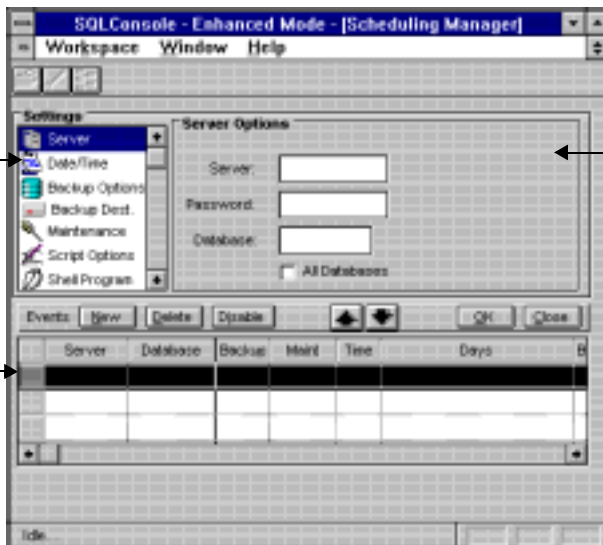 SQLConsole - Enhanced Mode - [Scheduling Manager]
Workspace Window Help
Settings
Server
Date/Time
Backup Options
Backup Dest.
Maintenance
Script Options
Shell Program
Server Options
Server:
Password:
Database:
All Databases
Events: New Delete Disable OK Close
Server Database Backup Maint Time Days B
Idle...